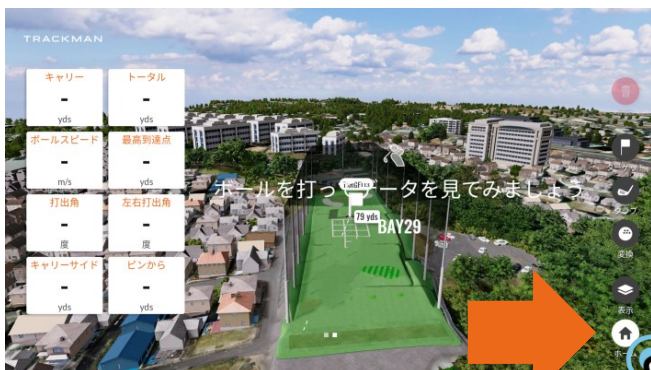 TRACKMAN
キャリー
-
yds
トータル
-
yds
ボールスピード
-
m/s
最高到達点
-
yds
打出角
-
度
左右打出角
-
度
キャリーサイド
-
yds
ピンから
-
yds
ボールを打っ
ータを見てみましょう
79 yds
BAY29
変換
表示
ホー